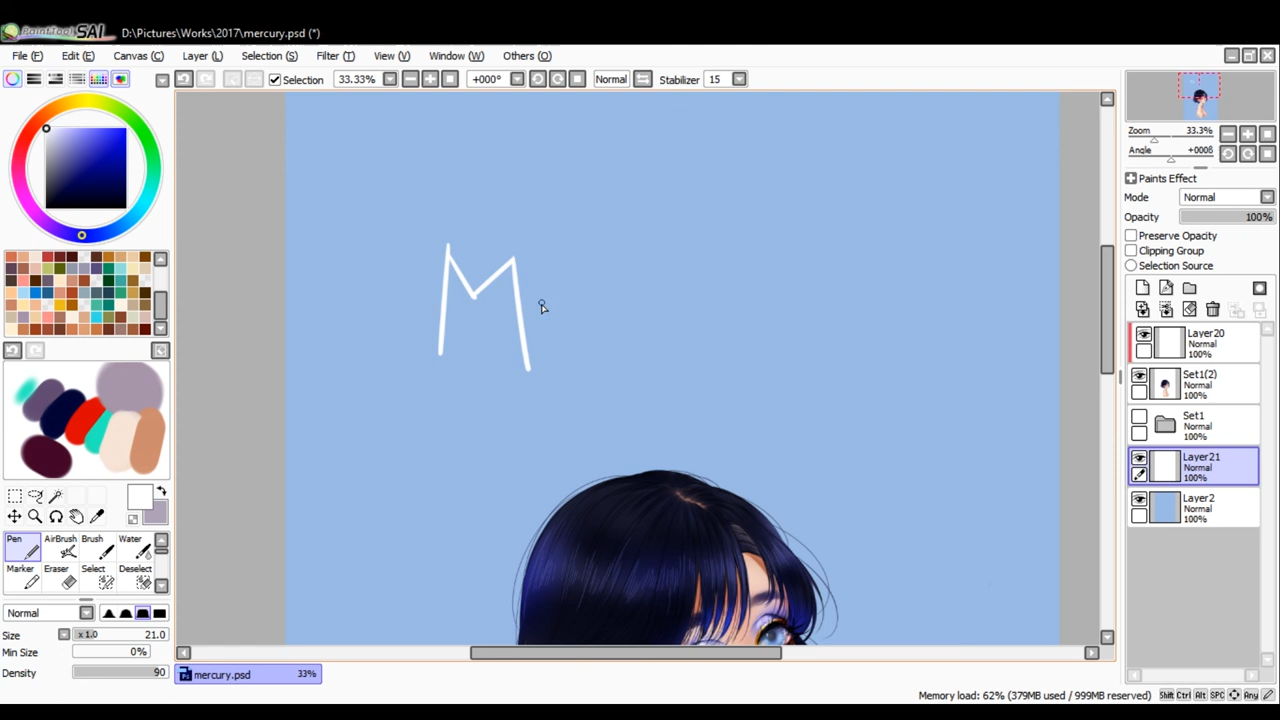 PaintTool SAI D:\Pictures\Works\2017\mercury.psd (*)
File (F) Edit (E) Canvas (C) Layer (L) Selection (S) Filter (T) View (V) Window (W) Others (O)
Selection 33.33% +000° Normal Stabilizer 15
Zoom 33.3%
Angle +000°
Paints Effect
Mode Normal
Opacity 100%
Preserve Opacity
Clipping Group
Selection Source
M
Layer20
Normal
100%
Set1(2)
Normal
100%
Set1
Normal
100%
Layer21
Normal
100%
Layer2
Normal
100%
Pen AirBrush Brush Water
Marker Eraser Select Deselect
Normal
Size x 1.0 21.0
Min Size 0%
Density 90
mercury.psd 33%
Memory load: 62% (379MB used / 999MB reserved) Shift Ctrl Alt SPC Any